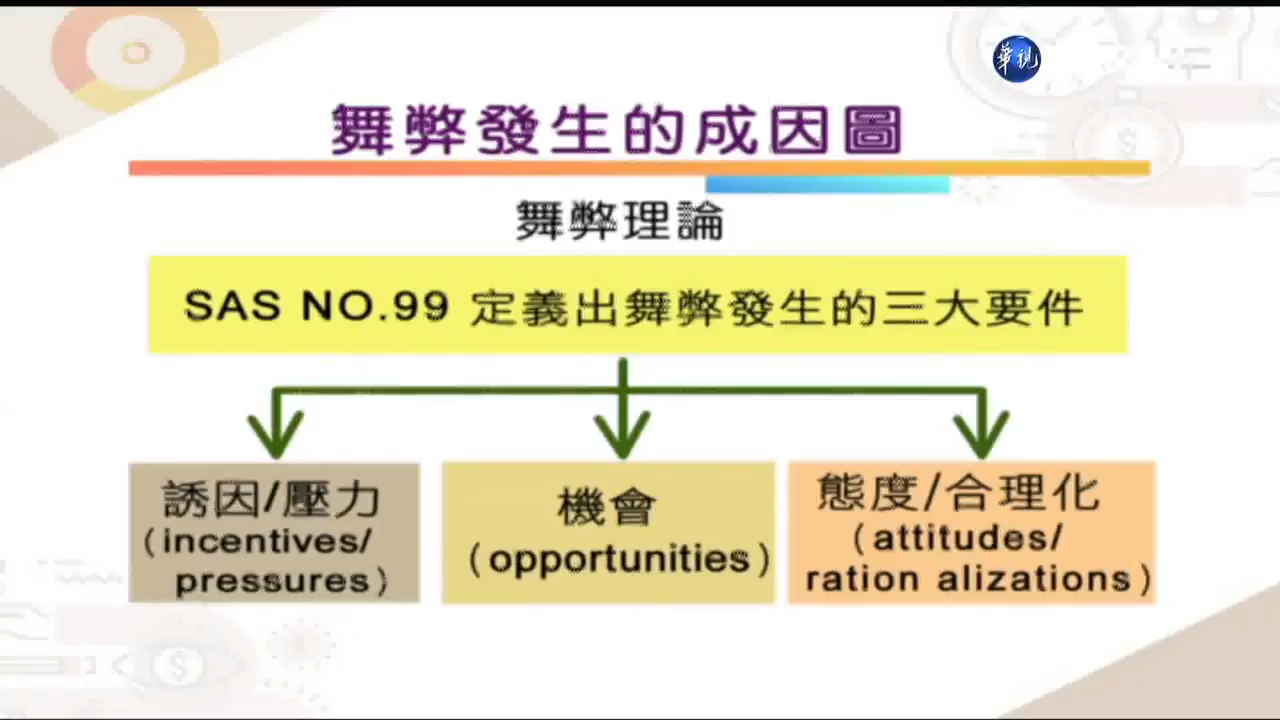 華視
舞弊發生的成因圖
舞弊理論
SAS NO.99 定義出舞弊發生的三大要件
誘因/壓力
(incentives/
pressures)
機會
(opportunities)
態度/合理化
(attitudes/
ration alizations)